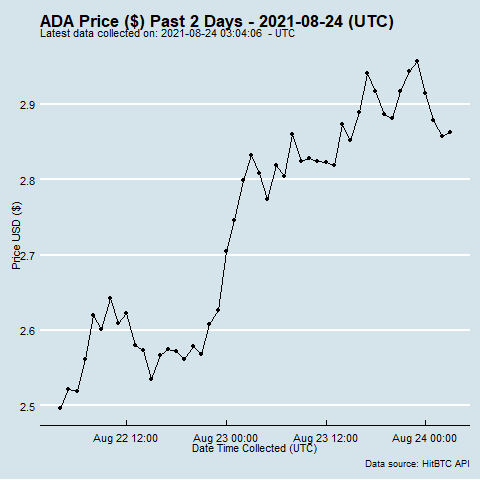 ADA Price ($) Past 2 Days - 2021-08-24 (UTC)
Latest data collected on: 2021-08-24 03:04:06 - UTC
Price USD ($)
2.9
2.8
2.7
2.6
2.5
Aug 22 12:00 Aug 23 00:00 Aug 23 12:00 Aug 24 00:00
Date Time Collected (UTC)
Data source: HitBTC API